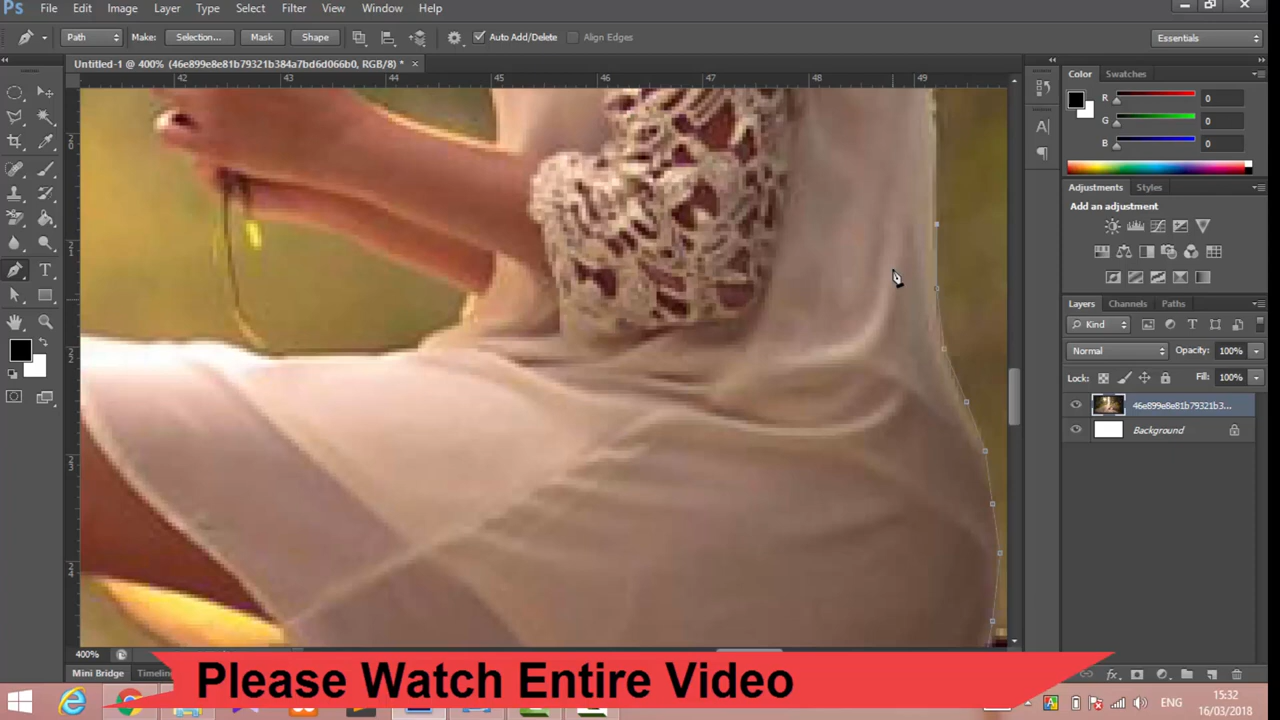 Ps File Edit Image Layer Type Select Filter View Window Help
Path Make: Selection... Mask Shape Auto Add/Delete Align Edges Essentials
Untitled-1 @ 400% (46e899e8e81b79321b384a7bd6d066b0, RGB/8) * ×
42 43 44 45 46 47 48 49
Color Swatches
R 0
G 0
B 0
Adjustments Styles
Add an adjustment
Layers Channels Paths
Kind
Normal Opacity: 100%
Lock: Fill: 100%
46e899e8e81b79321b3...
Background
400%
Mini Bridge Timeline
fx
Please Watch Entire Video
ENG
15:32
16/03/2018